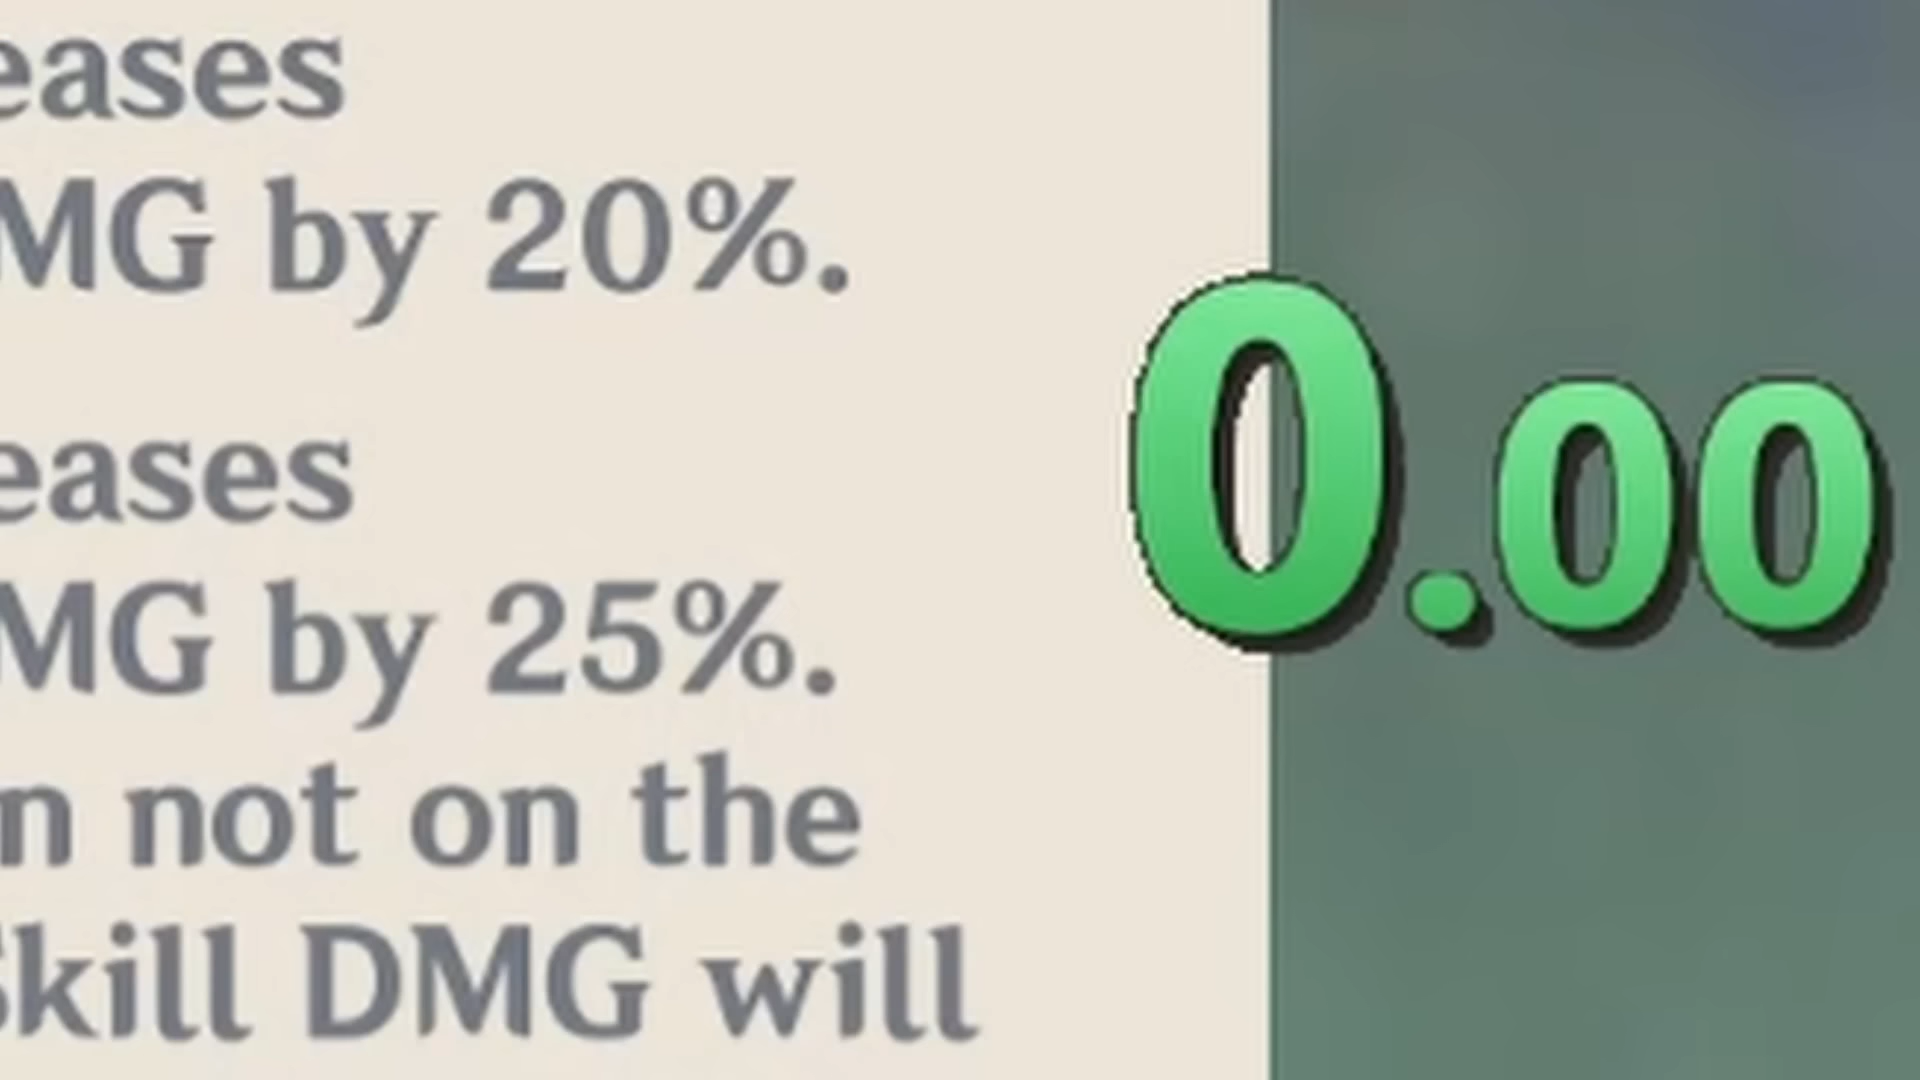 eases
MG by 20%.
0.00
eases
MG by 25%.
n not on the
Skill DMG will